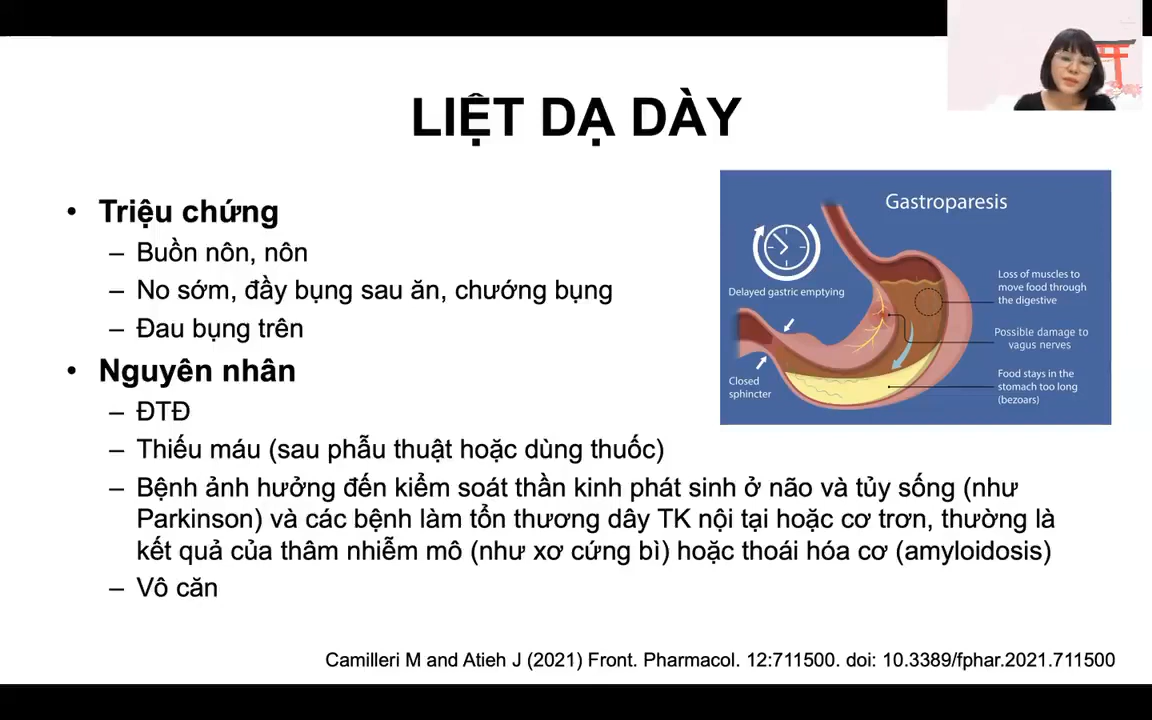 LIỆT DẠ DÀY
• Triệu chứng
– Buồn nôn, nôn
– No sớm, đầy bụng sau ăn, chướng bụng
– Đau bụng trên
• Nguyên nhân
– ĐTĐ
– Thiếu máu (sau phẫu thuật hoặc dùng thuốc)
– Bệnh ảnh hưởng đến kiểm soát thần kinh phát sinh ở não và tủy sống (như
Parkinson) và các bệnh làm tổn thương dây TK nội tại hoặc cơ trơn, thường là
kết quả của thâm nhiễm mô (như xơ cứng bì) hoặc thoái hóa cơ (amyloidosis)
– Vô căn
Gastroparesis
Delayed gastric emptying
Loss of muscles to
move food through
the digestive
Possible damage to
vagus nerves
Closed
sphincter
Food stays in the
stomach too long
(bezoars)
Camilleri M and Atieh J (2021) Front. Pharmacol. 12:711500. doi: 10.3389/fphar.2021.711500